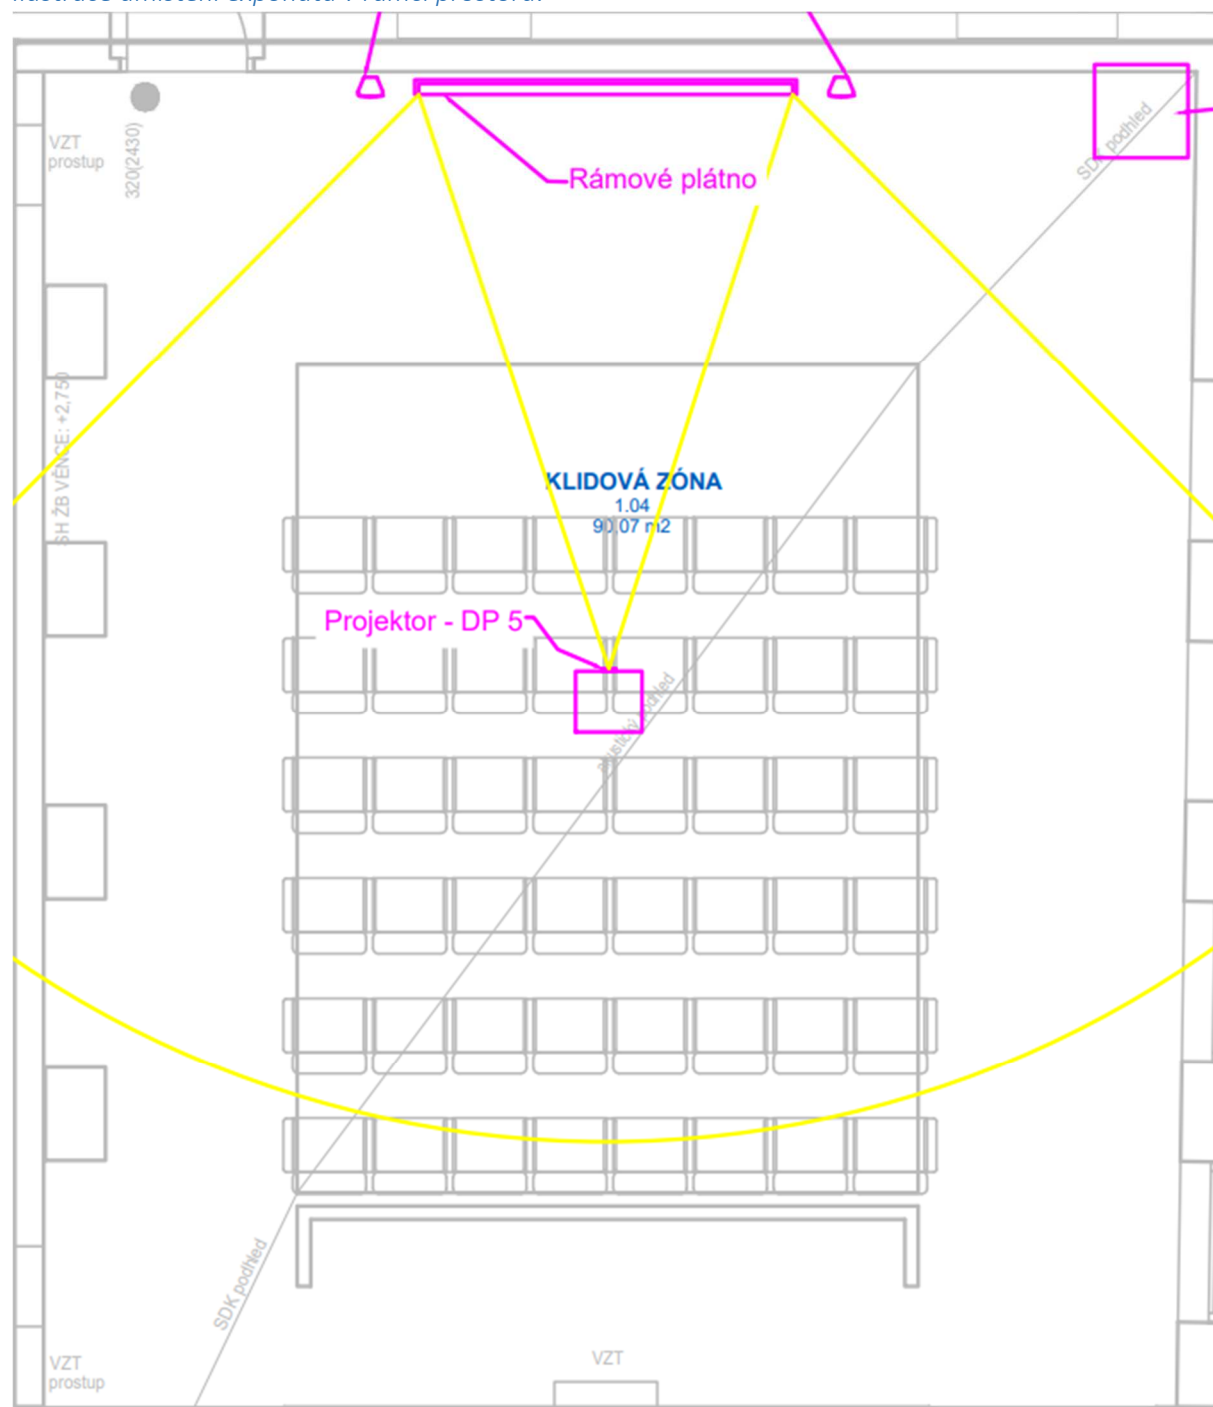 VZT
prostup
320(2430)
SDK podhled
Rámové plátno
SH ŽB VĚNCE: +2,750
KLIDOVÁ ZÓNA
1.04
90,07 m2
Projektor - DP 5
akustický podhled
SDK podhled
VZT
prostup
VZT